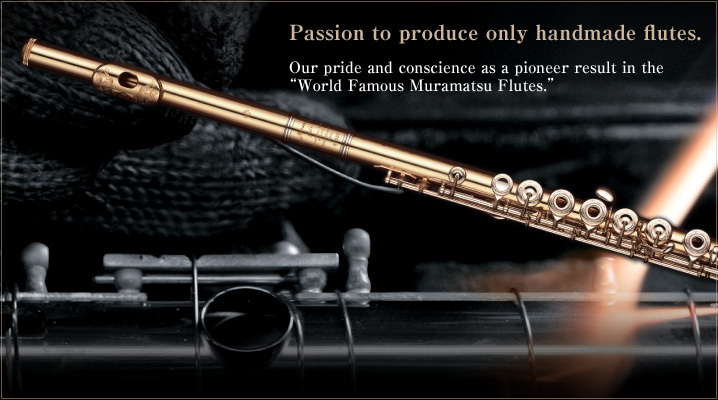 Passion to produce only handmade flutes.
Our pride and conscience as a pioneer result in the
“World Famous Muramatsu Flutes.”